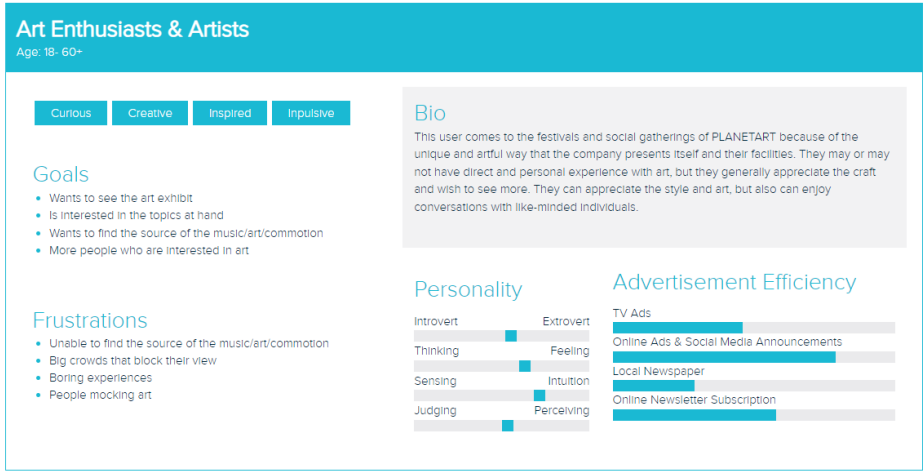 Art Enthusiasts & Artists
Age: 18- 60+
Curious
Creative
Inspired
Inpulsive
Goals
Wants to see the art exhibit
Is interested in the topics at hand
Wants to find the source of the music/art/commotion
More people who are interested in art
Frustrations
Unable to find the source of the music/art/commotion
Big crowds that block their view
Boring experiences
People mocking art
Bio
This user comes to the festivals and social gatherings of PLANETART because of the
unique and artful way that the company presents itself and their facilities. They may or may
not have direct and personal experience with art, but they generally appreciate the craft
and wish to see more. They can appreciate the style and art, but also can enjoy
conversations with like-minded individuals.
Personality
Introvert Extrovert
Thinking Feeling
Sensing Intuition
Judging Perceiving
Advertisement Efficiency
TV Ads
Online Ads & Social Media Announcements
Local Newspaper
Online Newsletter Subscription